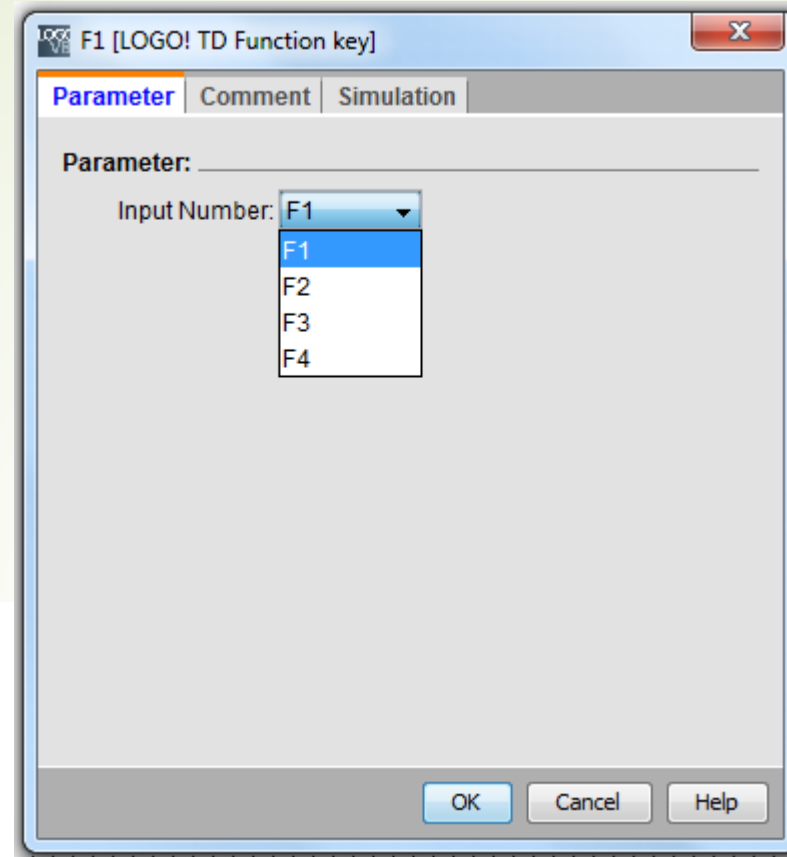 F1 [LOGO! TD Function key]
Parameter Comment Simulation
Parameter:
Input Number: F1
F1
F2
F3
F4
OK Cancel Help